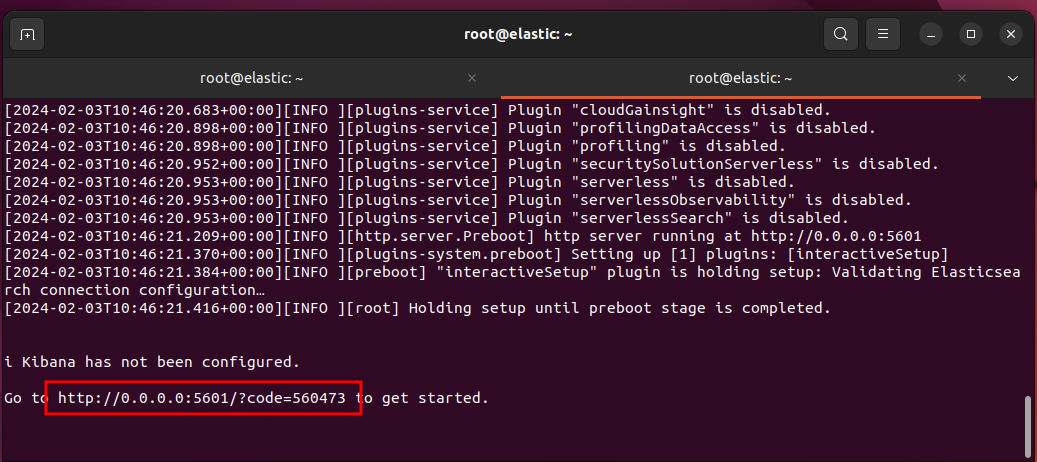 root@elastic: ~
root@elastic: ~
root@elastic: ~
[2024-02-03T10:46:20.683+00:00][INFO ][plugins-service] Plugin "cloudGainsight" is disabled.
[2024-02-03T10:46:20.898+00:00][INFO ][plugins-service] Plugin "profilingDataAccess" is disabled.
[2024-02-03T10:46:20.898+00:00][INFO ][plugins-service] Plugin "profiling" is disabled.
[2024-02-03T10:46:20.952+00:00][INFO ][plugins-service] Plugin "securitySolutionServerless" is disabled.
[2024-02-03T10:46:20.953+00:00][INFO ][plugins-service] Plugin "serverless" is disabled.
[2024-02-03T10:46:20.953+00:00][INFO ][plugins-service] Plugin "serverlessObservability" is disabled.
[2024-02-03T10:46:20.953+00:00][INFO ][plugins-service] Plugin "serverlessSearch" is disabled.
[2024-02-03T10:46:21.209+00:00][INFO ][http.server.Preboot] http server running at http://0.0.0.0:5601
[2024-02-03T10:46:21.370+00:00][INFO ][plugins-system.preboot] Setting up [1] plugins: [interactiveSetup]
[2024-02-03T10:46:21.384+00:00][INFO ][preboot] "interactiveSetup" plugin is holding setup: Validating Elasticsea
rch connection configuration…
[2024-02-03T10:46:21.416+00:00][INFO ][root] Holding setup until preboot stage is completed.
i Kibana has not been configured.
Go to http://0.0.0.0:5601/?code=560473 to get started.